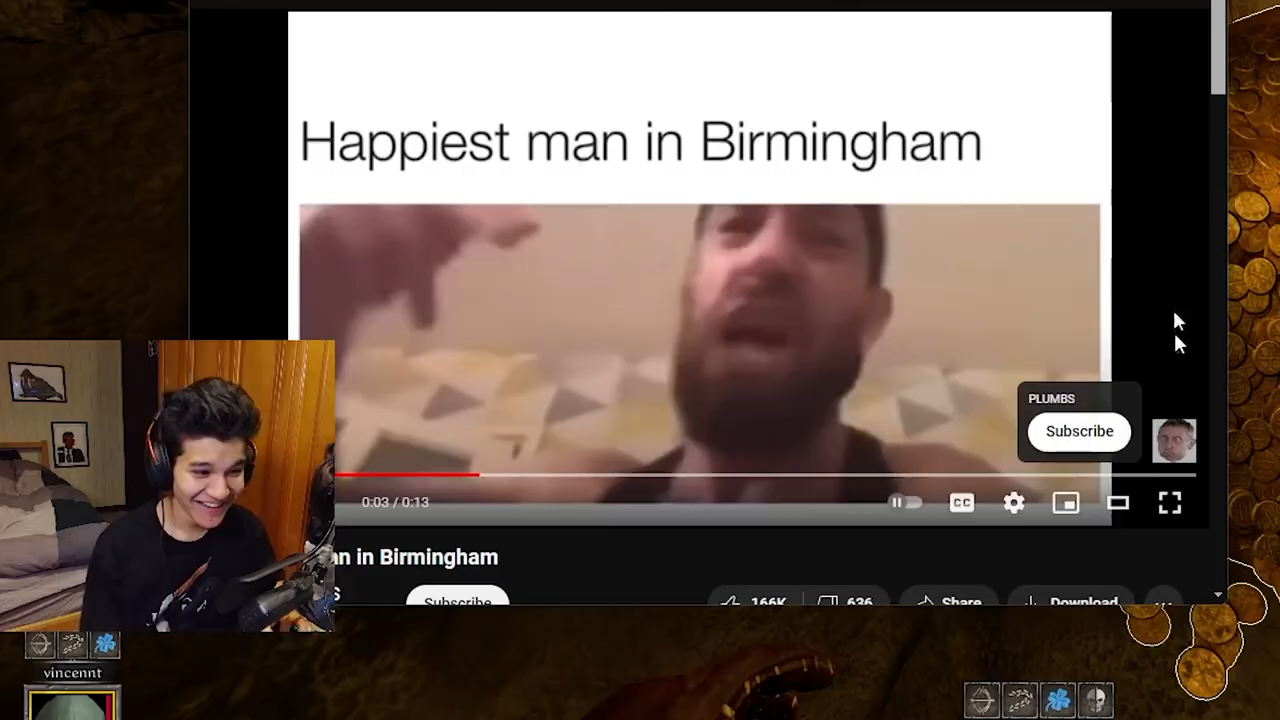 Happiest man in Birmingham
PLUMBS
Subscribe
0:03 / 0:13
CC
an in Birmingham
Subscribe
166K
636
Share
Download
vincennt